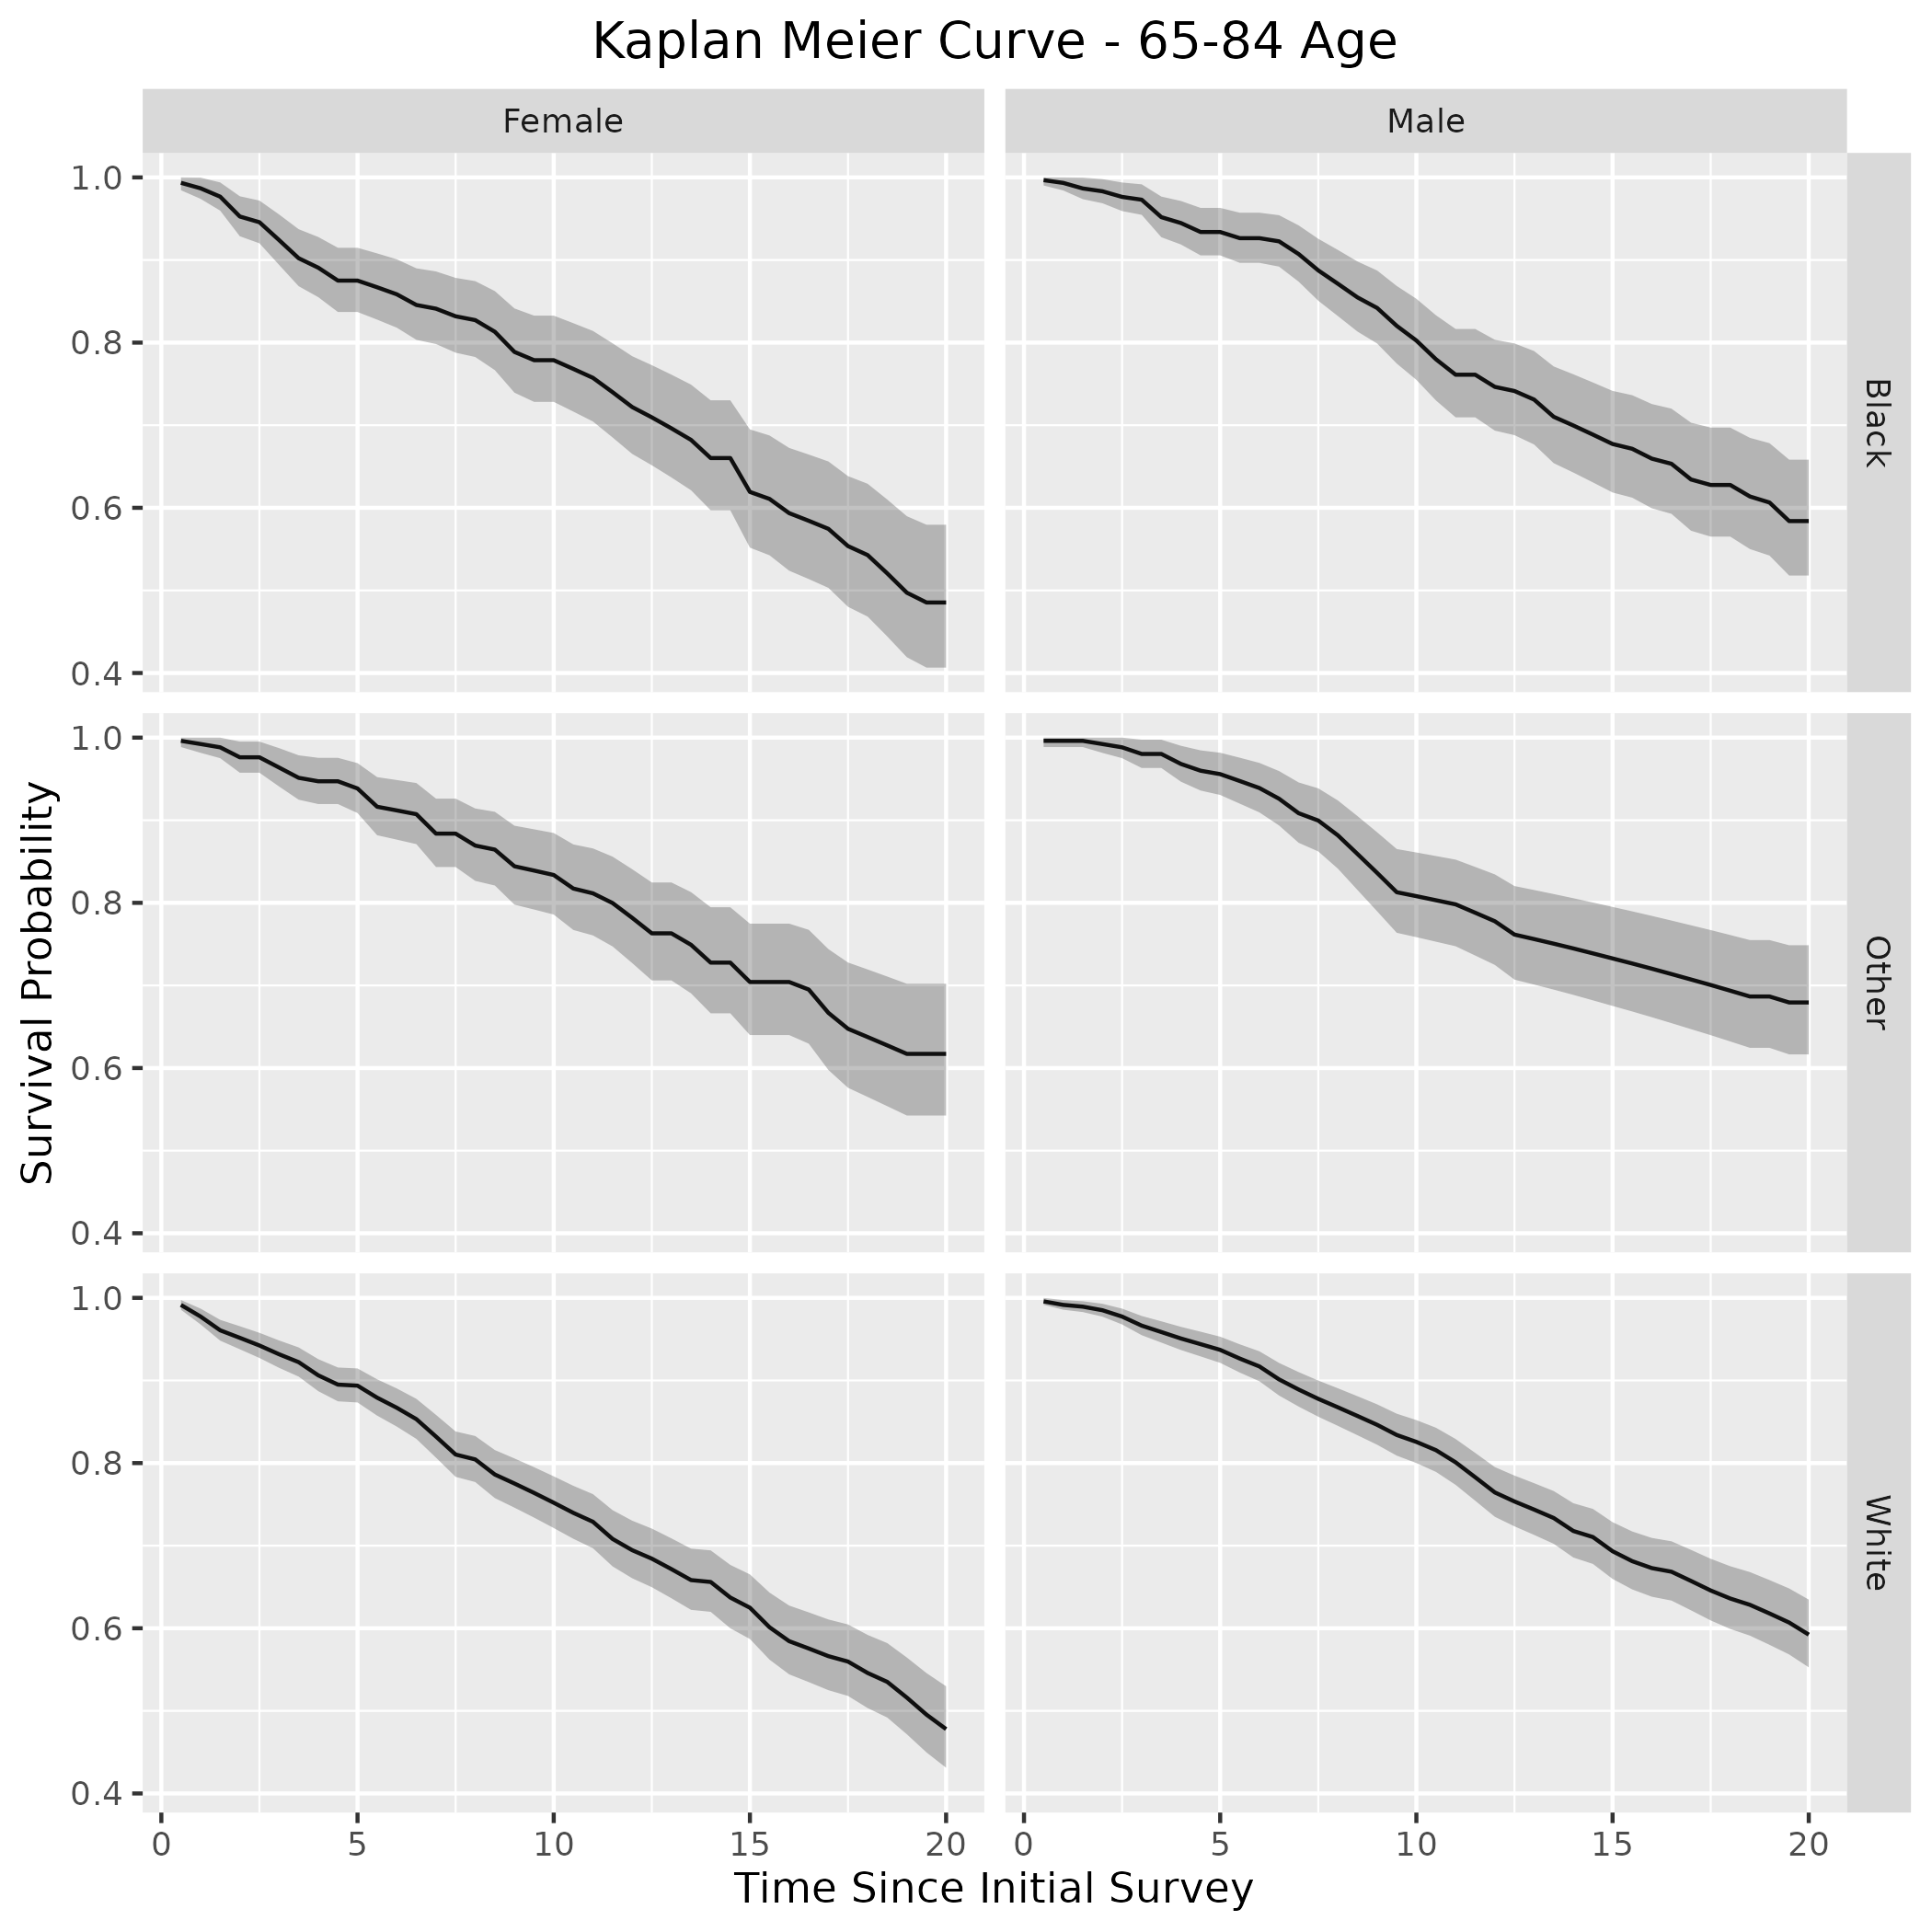 Kaplan Meier Curve - 65-84 Age
Female
Male
1.0
0.8
0.6
0.4
Black
1.0
0.8
0.6
0.4
Other
1.0
0.8
0.6
0.4
White
Survival Probability
0 5 10 15 20
0 5 10 15 20
Time Since Initial Survey